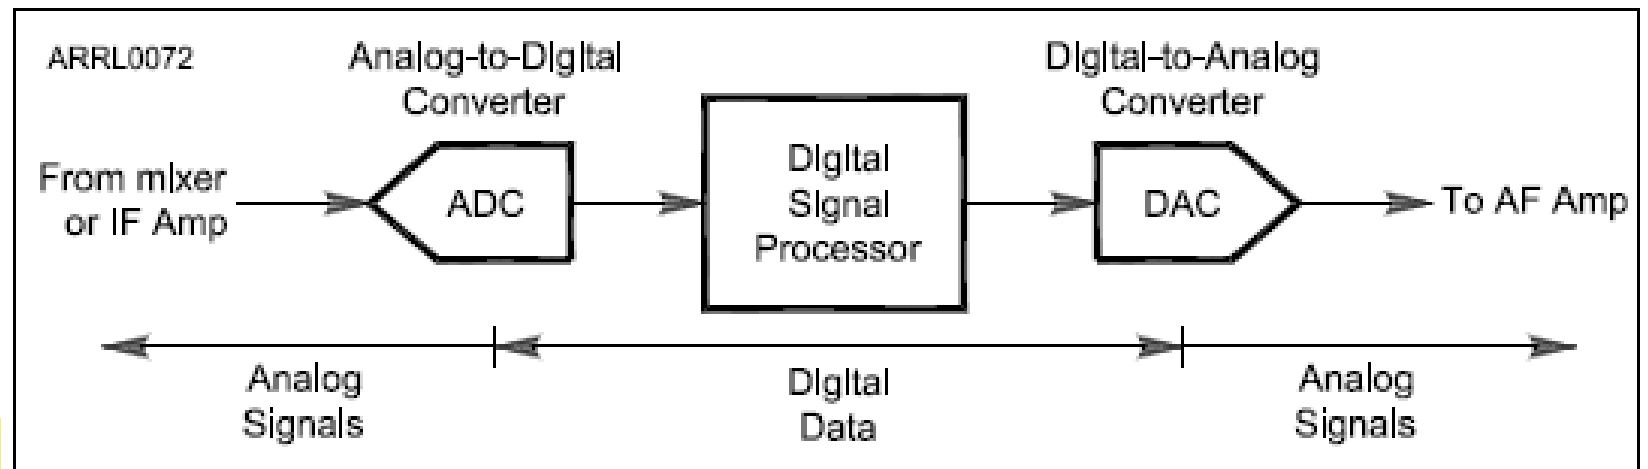 ARRL0072
Analog-to-Digital
Converter
Digital-to-Analog
Converter
From mixer
or IF Amp
ADC
Digital
Signal
Processor
DAC
To AF Amp
Analog
Signals
Digital
Data
Analog
Signals